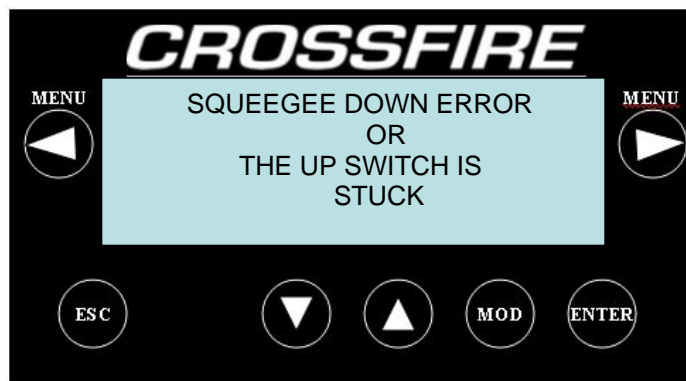 CROSSFIRE
MENU
MENU
SQUEEGEE DOWN ERROR
OR
THE UP SWITCH IS
STUCK
ESC
MOD
ENTER